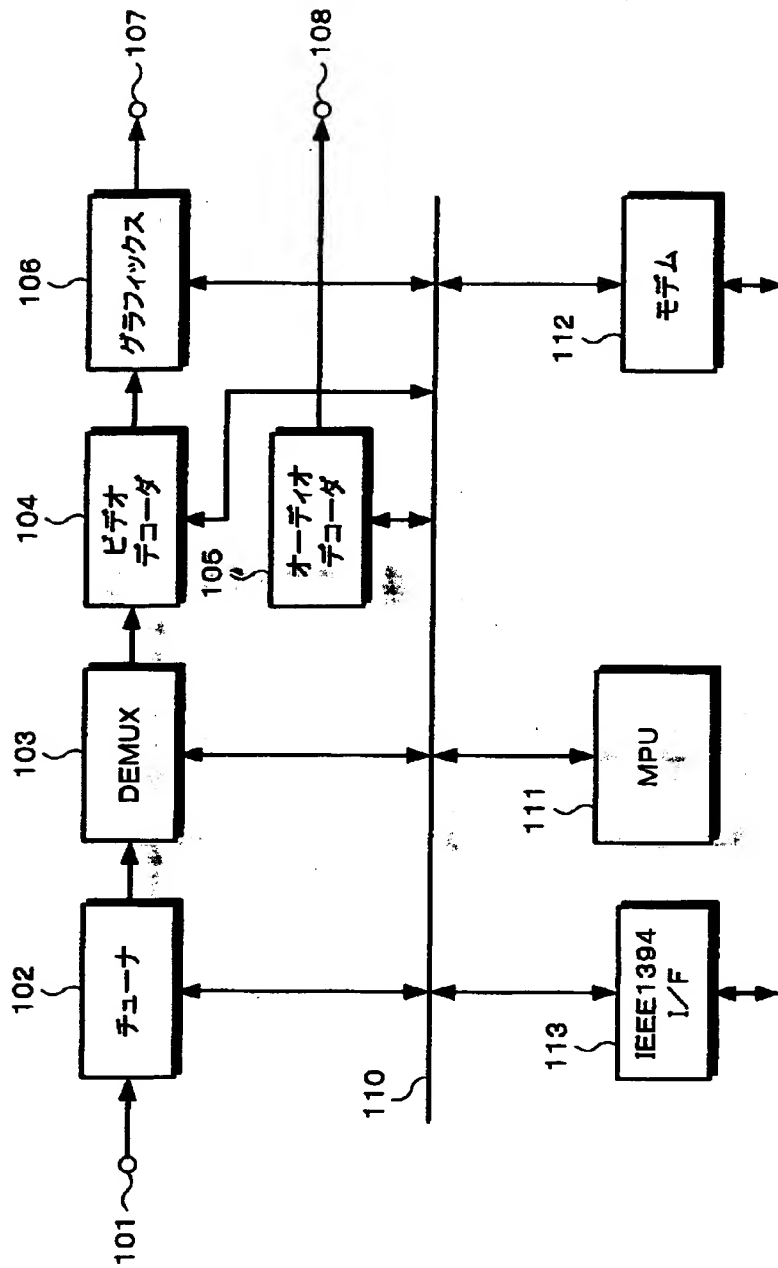 101
102
チューナ
103
DEMUX
104
ビデオ
デコーダ
106
グラフィックス
107
105
オーディオ
デコーダ
108
110
113
IEEE1394
I/F
111
MPU
112
モデム